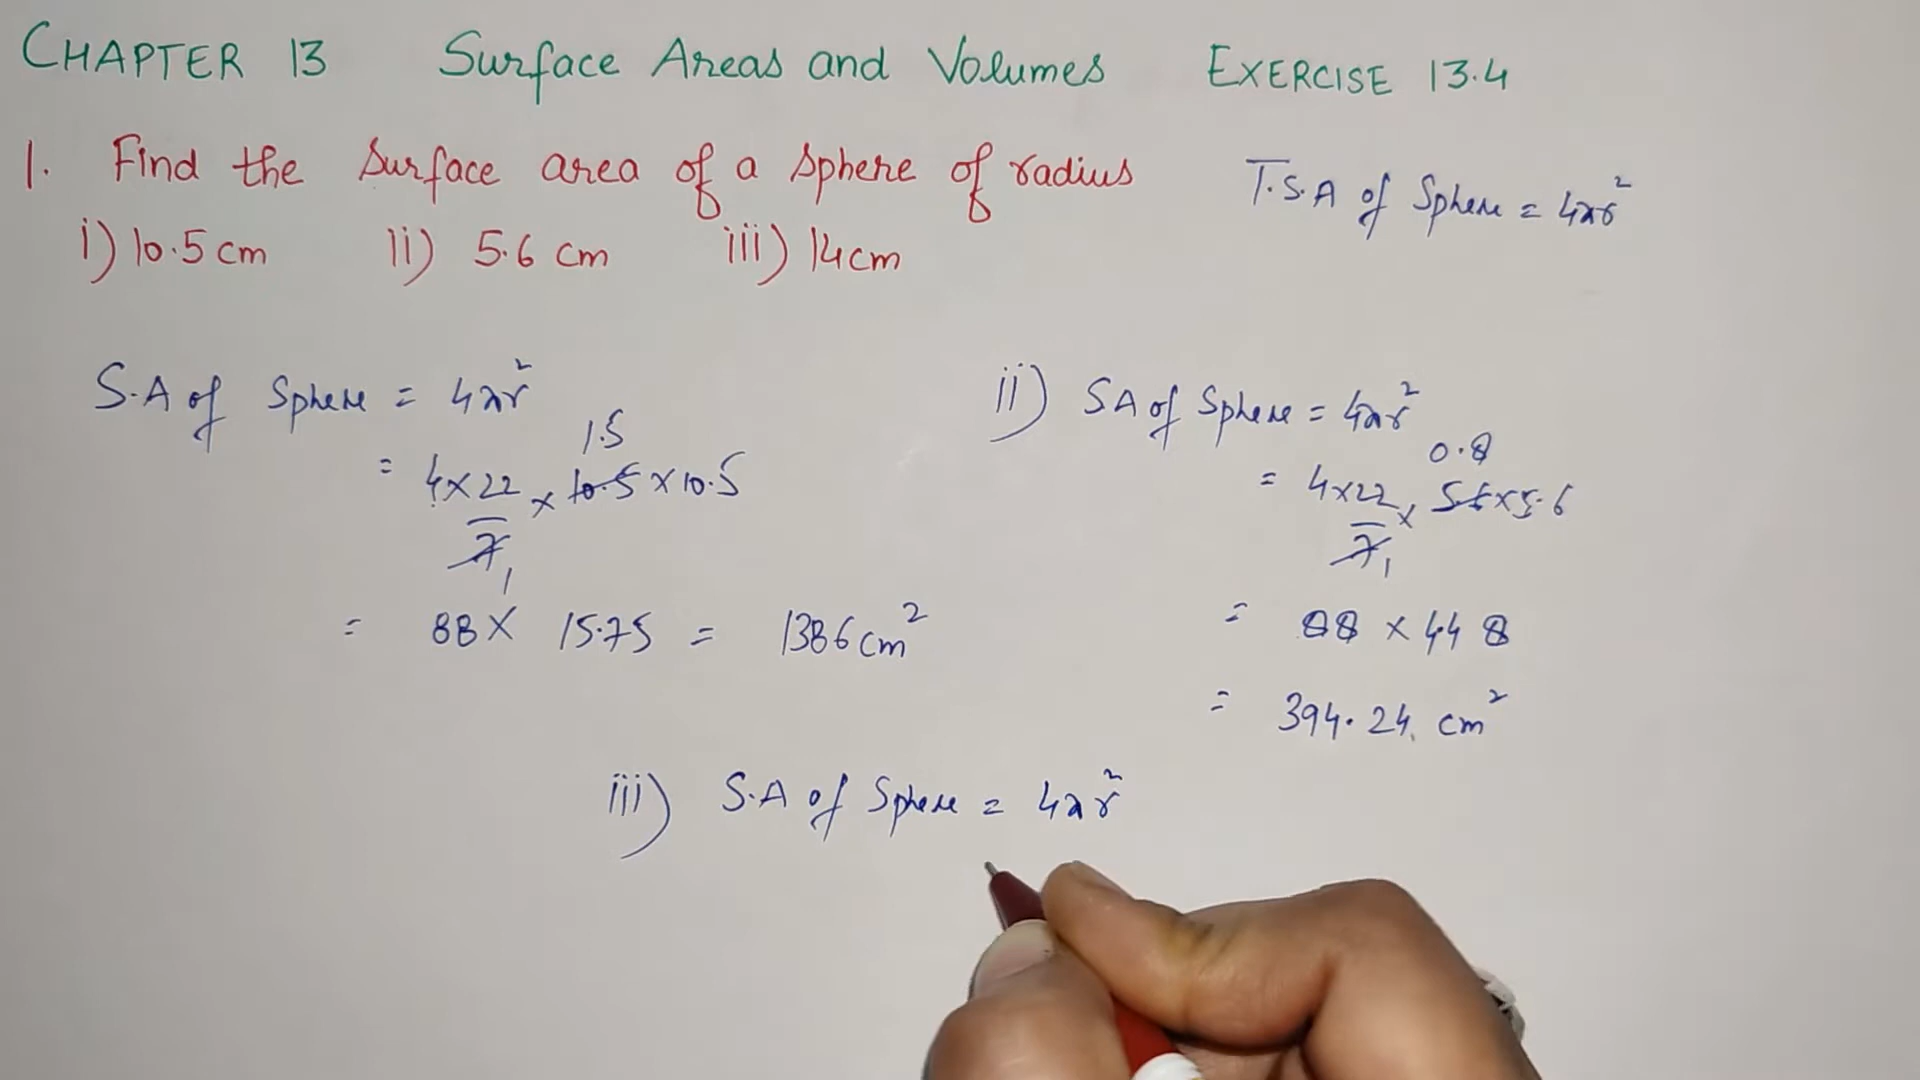 CHAPTER 13 Surface Areas and Volumes EXERCISE 13.4
1. Find the surface area of a sphere of radius
T.S.A of Sphere = 4πr²
i) 10.5 cm ii) 5.6 cm iii) 14 cm
S.A of Sphere = 4πr²
1.5
= 4 × 22/7 × 10.5 × 10.5
1
= 88 × 15.75 = 1386 cm²
ii) SA of Sphere = 4πr²
0.8
= 4 × 22/7 × 5.6 × 5.6
1
= 88 × 4.48
= 394.24 cm²
iii) S.A of Sphere = 4πr²